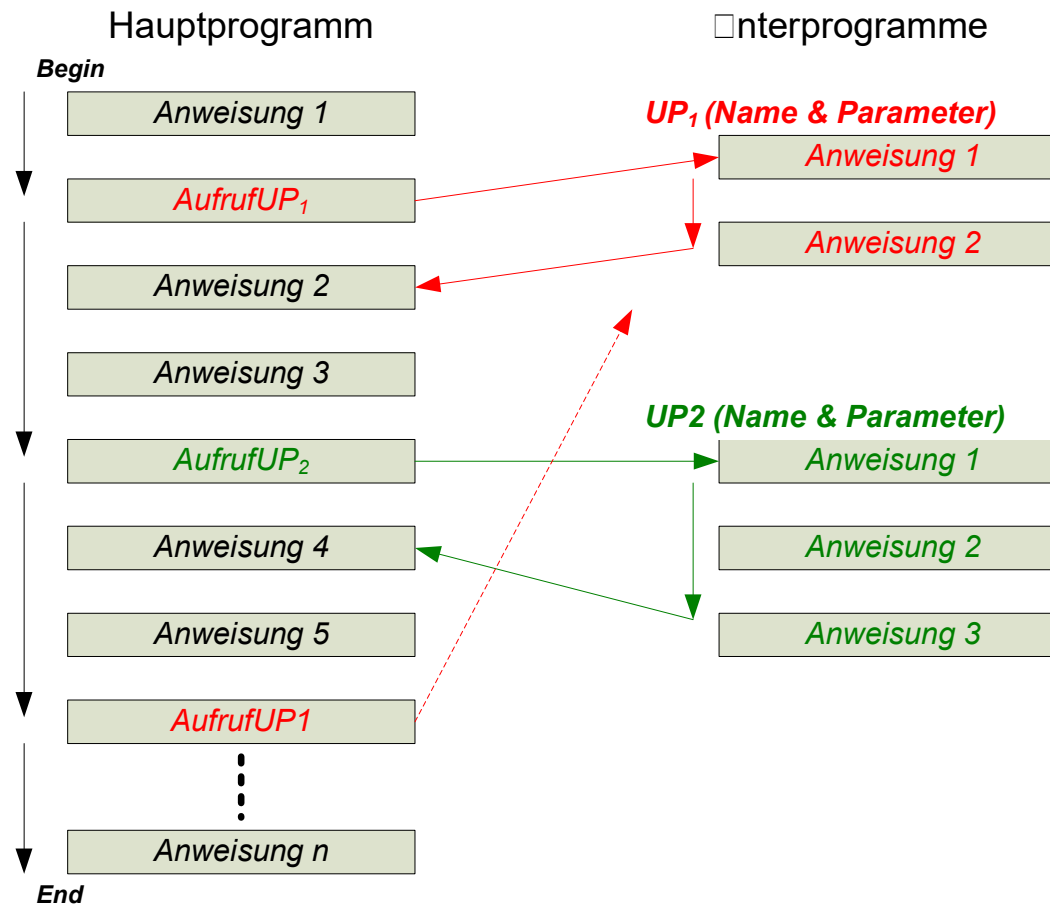 Hauptprogramm
□nterprogramme
Begin
Anweisung 1
AufrufUP₁
Anweisung 2
Anweisung 3
AufrufUP₂
Anweisung 4
Anweisung 5
AufrufUP1
Anweisung n
End
UP₁ (Name & Parameter)
Anweisung 1
Anweisung 2
UP2 (Name & Parameter)
Anweisung 1
Anweisung 2
Anweisung 3